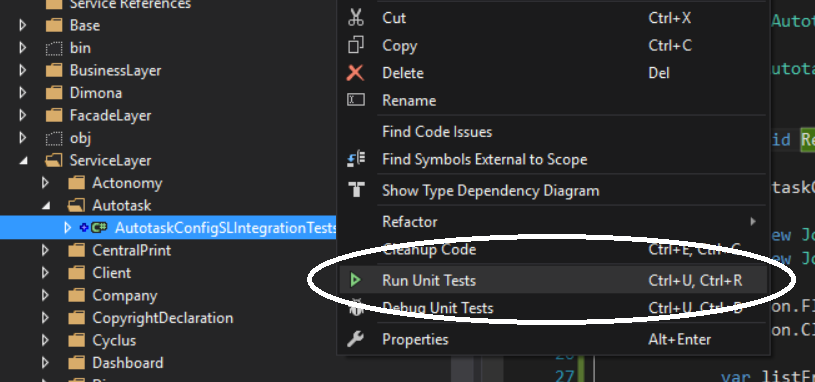 Service References
Base
bin
BusinessLayer
Dimona
FacadeLayer
obj
ServiceLayer
Actonomy
Autotask
C# AutotaskConfigSLIntegrationTests
CentralPrint
Client
Company
CopyrightDeclaration
Cyclus
Dashboard
Cut Ctrl+X
Copy Ctrl+C
Delete Del
Rename
Find Code Issues
Find Symbols External to Scope
Show Type Dependency Diagram
Refactor
Cleanup Code Ctrl+E, Ctrl+C
Run Unit Tests Ctrl+U, Ctrl+R
Debug Unit Tests Ctrl+U, Ctrl+D
Properties Alt+Enter
Autot
utota
id Re
taskC
ew Jo
ew Jo
on.Fl
on.Cl
27 var listEn